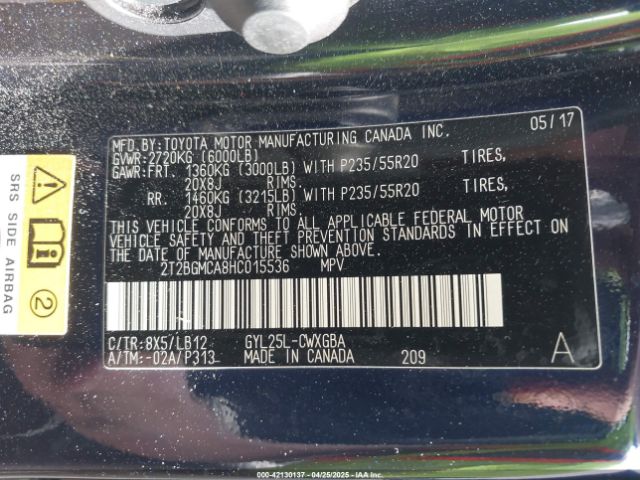 MFD.BY:TOYOTA MOTOR MANUFACTURING CANADA INC. 05/17
GVWR:2720KG (6000LB)
GAWR:FRT. 1360KG (3000LB) WITH P235/55R20 TIRES,
20X8J RIMS.
RR. 1460KG (3215LB) WITH P235/55R20 TIRES,
20X8J RIMS.
THIS VEHICLE CONFORMS TO ALL APPLICABLE FEDERAL MOTOR
VEHICLE SAFETY AND THEFT PREVENTION STANDARDS IN EFFECT ON
THE DATE OF MANUFACTURE SHOWN ABOVE.
2T2BGMCA8HC015536 MPV
C/TR:8X5/LB12 GYL25L-CWXGBA
A/TM:-02A/P313 MADE IN CANADA 209 A
SRS SIDE AIRBAG
2
000-42130137 - 04/25/2025 - IAA Inc.